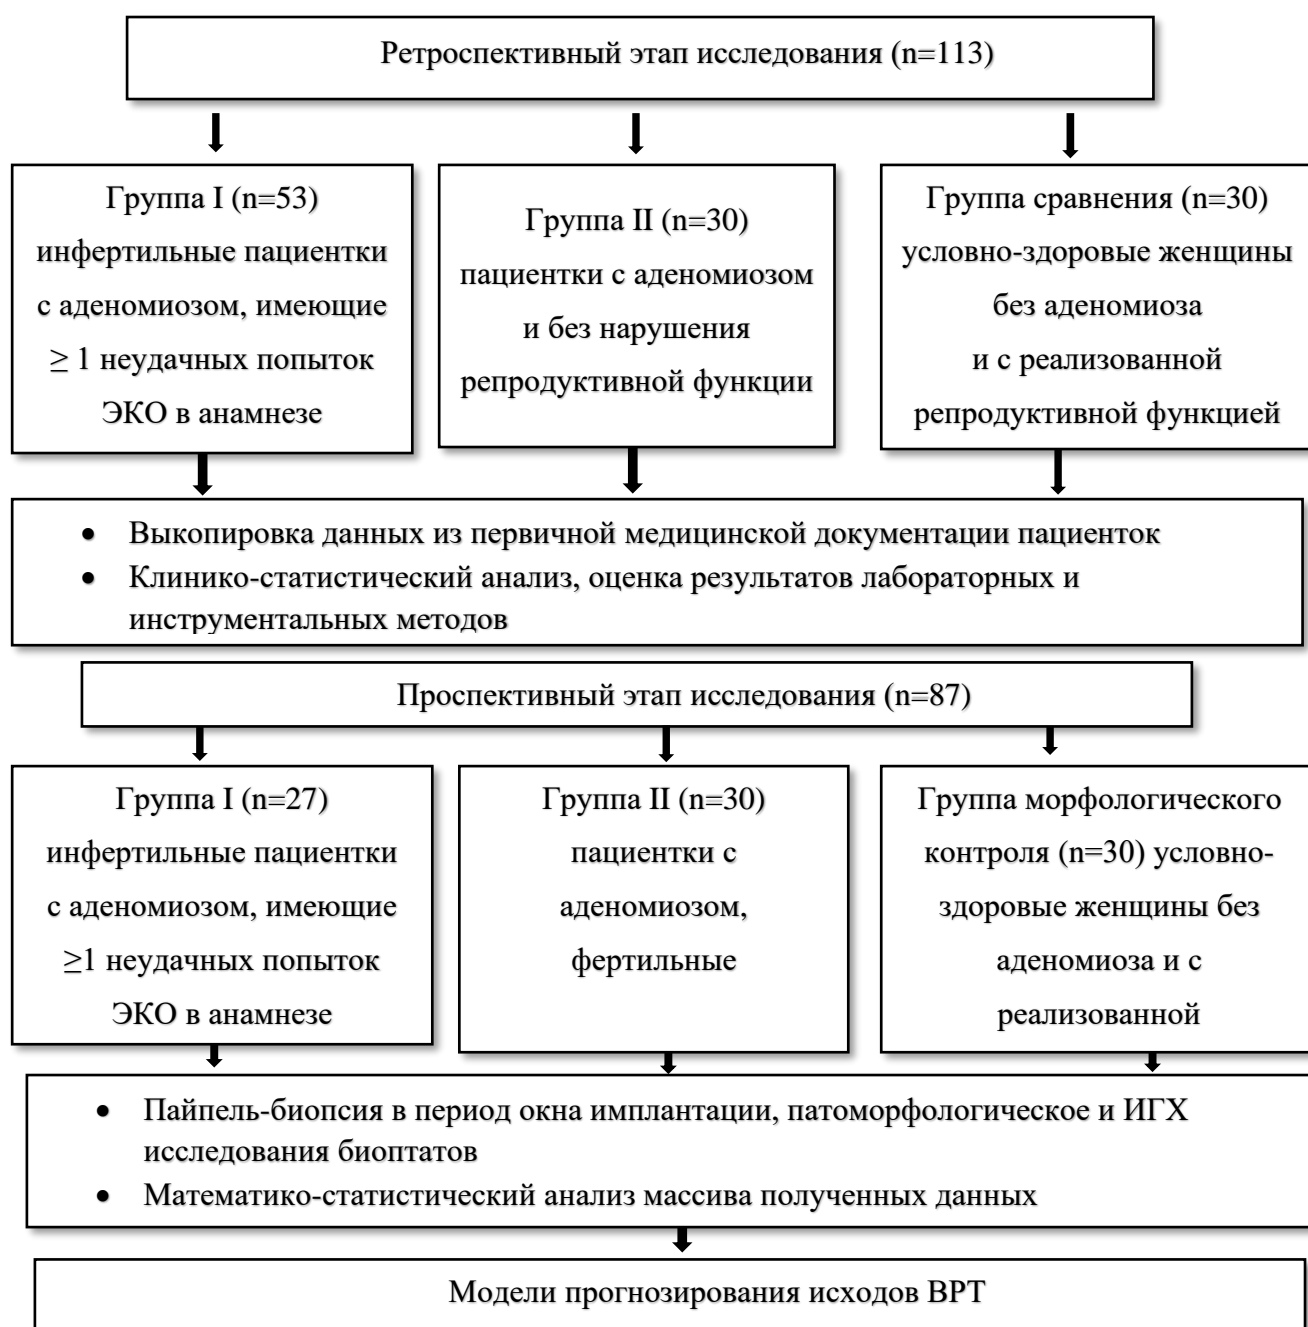 Ретроспективный этап исследования (n=113)
Группа I (n=53)
инфертильные пациентки
с аденомиозом, имеющие
≥ 1 неудачных попыток
ЭКО в анамнезе
Группа II (n=30)
пациентки с аденомиозом
и без нарушения
репродуктивной функции
Группа сравнения (n=30)
условно-здоровые женщины
без аденомиоза
и с реализованной
репродуктивной функцией
• Выкопировка данных из первичной медицинской документации пациенток
• Клинико-статистический анализ, оценка результатов лабораторных и
инструментальных методов
Проспективный этап исследования (n=87)
Группа I (n=27)
инфертильные пациентки
с аденомиозом, имеющие
≥1 неудачных попыток
ЭКО в анамнезе
Группа II (n=30)
пациентки с
аденомиозом,
фертильные
Группа морфологического
контроля (n=30) условно-
здоровые женщины без
аденомиоза и с
реализованной
• Пайпель-биопсия в период окна имплантации, патоморфологическое и ИГХ
исследования биоптатов
• Математико-статистический анализ массива полученных данных
Модели прогнозирования исходов ВРТ